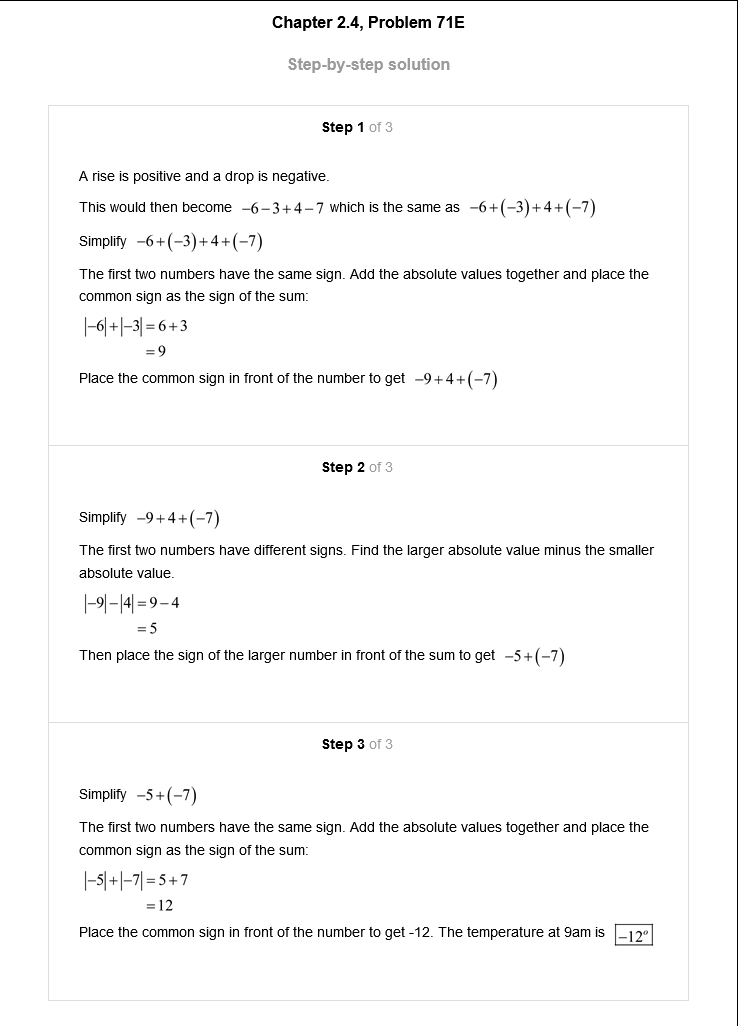 Chapter 2.4, Problem 71E
Step-by-step solution
Step 1 of 3
A rise is positive and a drop is negative.
This would then become −6−3+4−7 which is the same as −6+(−3)+4+(−7)
Simplify −6+(−3)+4+(−7)
The first two numbers have the same sign. Add the absolute values together and place the
common sign as the sign of the sum:
|−6|+|−3|=6+3
=9
Place the common sign in front of the number to get −9+4+(−7)
Step 2 of 3
Simplify −9+4+(−7)
The first two numbers have different signs. Find the larger absolute value minus the smaller
absolute value.
|−9|−|4|=9−4
=5
Then place the sign of the larger number in front of the sum to get −5+(−7)
Step 3 of 3
Simplify −5+(−7)
The first two numbers have the same sign. Add the absolute values together and place the
common sign as the sign of the sum:
|−5|+|−7|=5+7
=12
Place the common sign in front of the number to get -12. The temperature at 9am is −12°